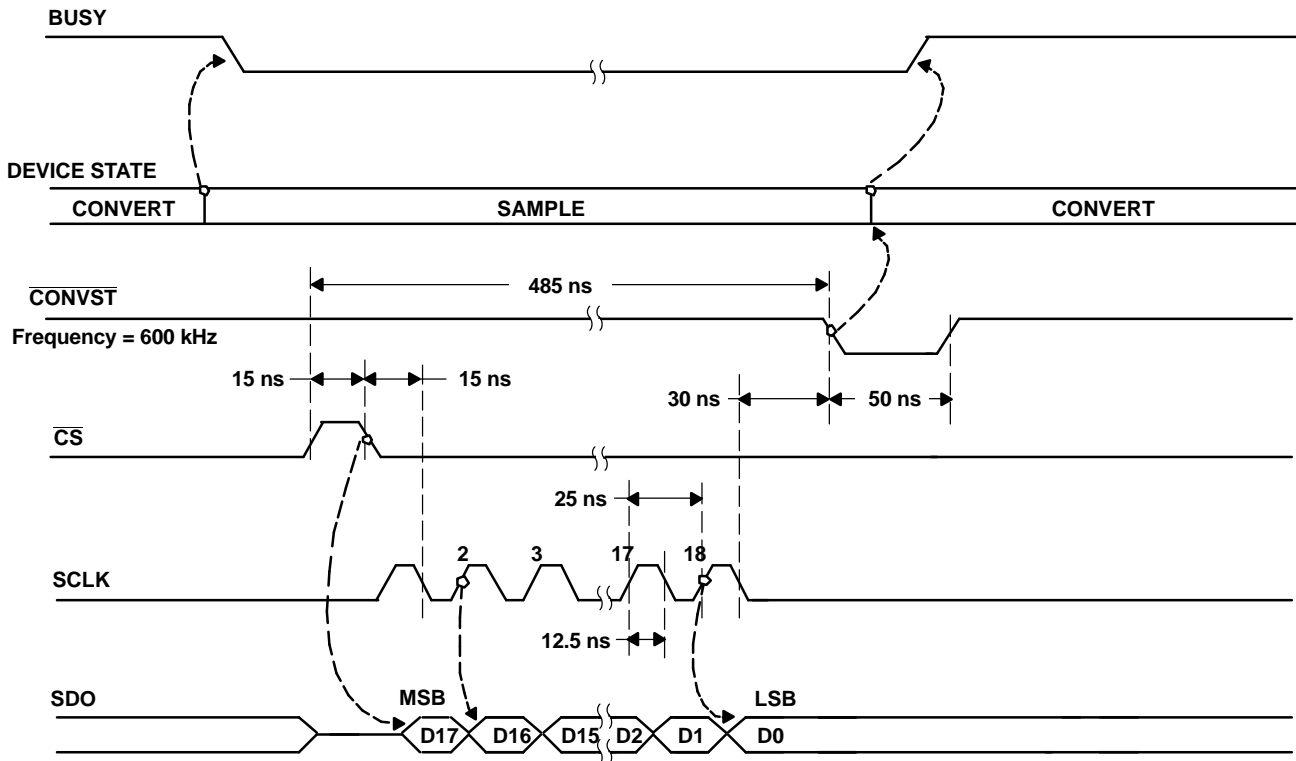 BUSY
DEVICE STATE
CONVERT SAMPLE CONVERT
485 ns
CONVST
Frequency = 600 kHz
15 ns 15 ns
30 ns 50 ns
CS
25 ns
2 3 17 18
SCLK
12.5 ns
SDO MSB LSB
D17 D16 D15 D2 D1 D0